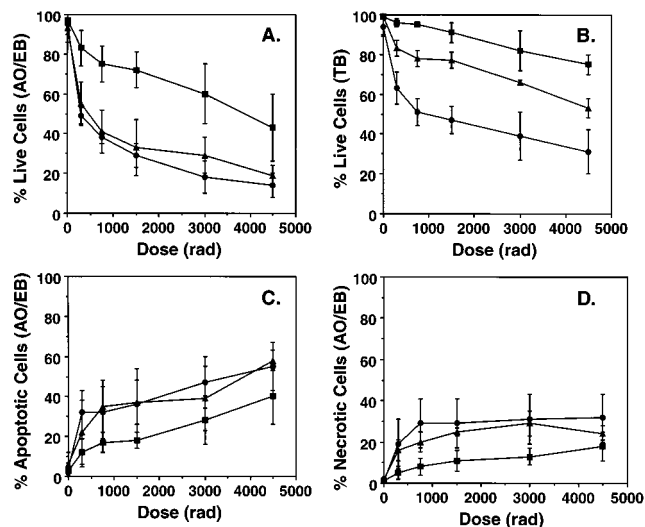 A.
% Live Cells (AO/EB)
100
80
60
40
20
0
0 1000 2000 3000 4000 5000
Dose (rad)
B.
% Live Cells (TB)
100
80
60
40
20
0
0 1000 2000 3000 4000 5000
Dose (rad)
C.
% Apoptotic Cells (AO/EB)
100
80
60
40
20
0
0 1000 2000 3000 4000 5000
Dose (rad)
D.
% Necrotic Cells (AO/EB)
100
80
60
40
20
0
0 1000 2000 3000 4000 5000
Dose (rad)